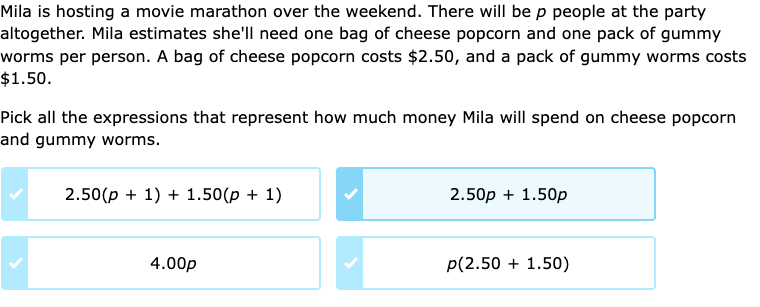 Mila is hosting a movie marathon over the weekend. There will be p people at the party
altogether. Mila estimates she'll need one bag of cheese popcorn and one pack of gummy
worms per person. A bag of cheese popcorn costs $2.50, and a pack of gummy worms costs
$1.50.
Pick all the expressions that represent how much money Mila will spend on cheese popcorn
and gummy worms.
2.50(p + 1) + 1.50(p + 1)
2.50p + 1.50p
4.00p
p(2.50 + 1.50)